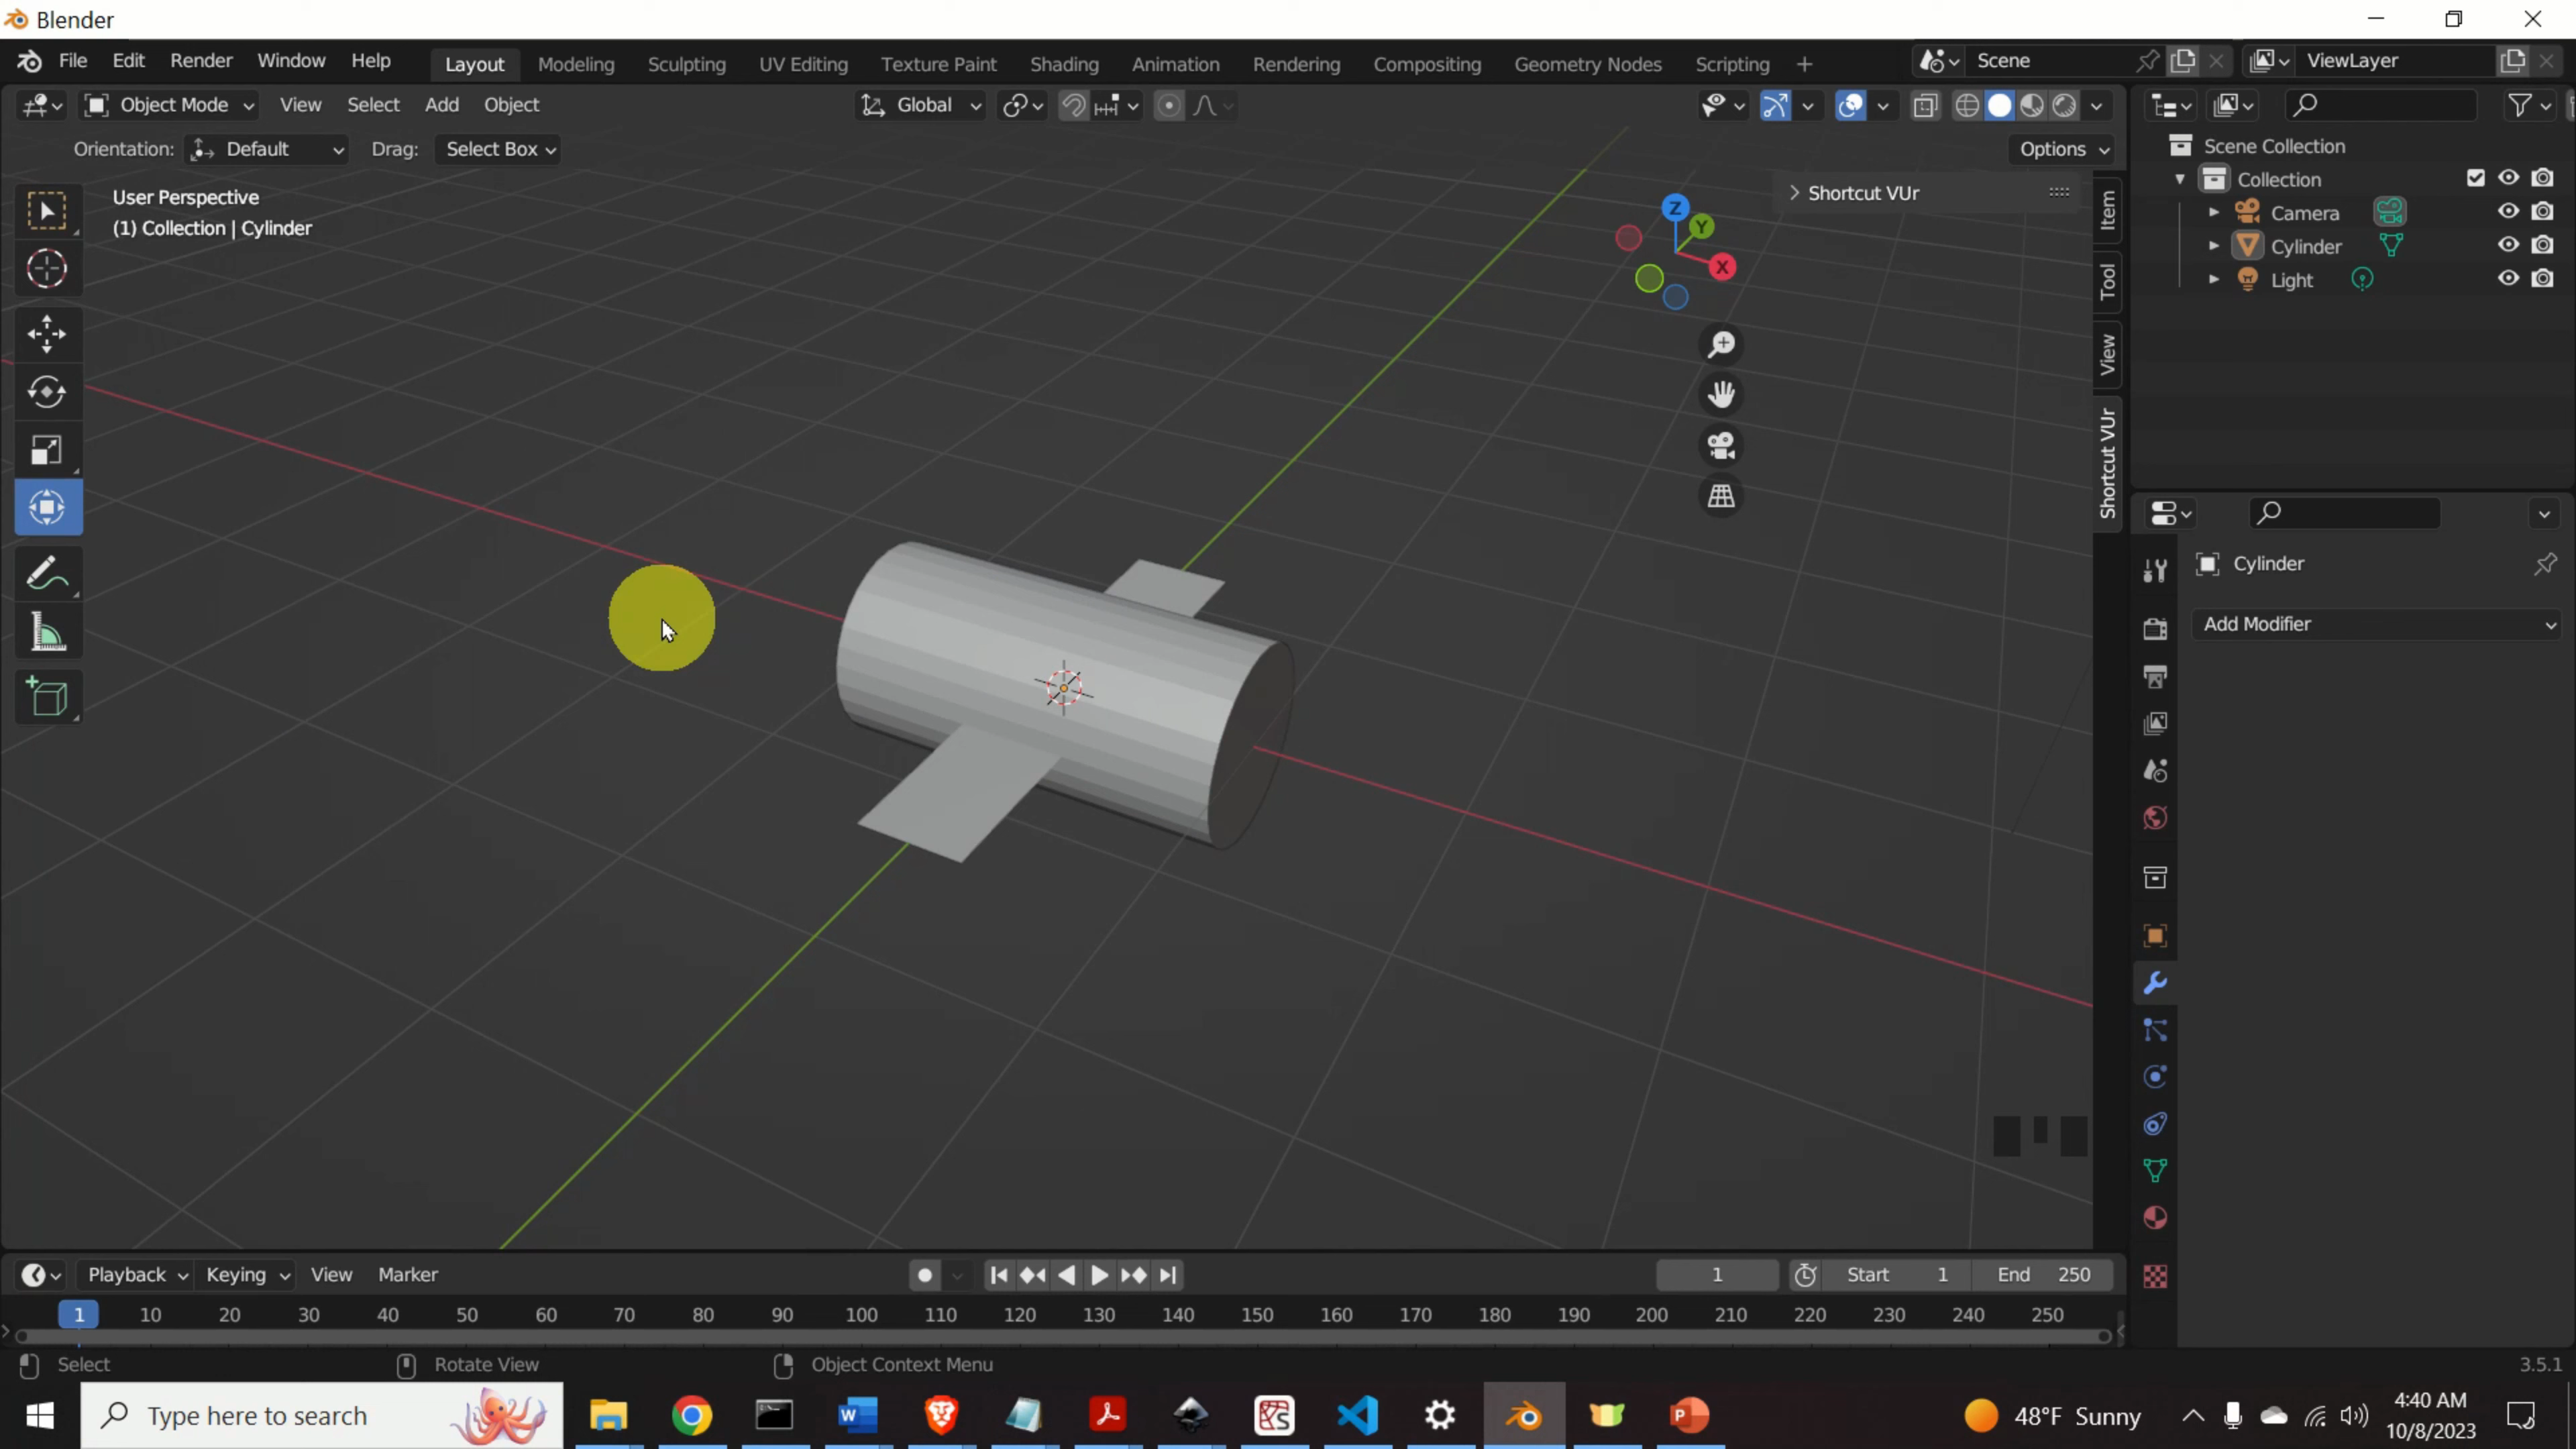 Blender
File Edit Render Window Help Layout Modeling Sculpting UV Editing Texture Paint Shading Animation Rendering Compositing Geometry Nodes Scripting + Scene ViewLayer
Object Mode View Select Add Object Global
Orientation: Default Drag: Select Box Options
User Perspective
(1) Collection | Cylinder
Shortcut VUr
Z
Y
X
Item
Tool
View
Shortcut VUr
Scene Collection
Collection
Camera
Cylinder
Light
Cylinder
Add Modifier
Playback Keying View Marker 1 Start 1 End 250
1 10 20 30 40 50 60 70 80 90 100 110 120 130 140 150 160 170 180 190 200 210 220 230 240 250
Select Rotate View Object Context Menu 3.5.1
Type here to search 48°F Sunny 4:40 AM
10/8/2023